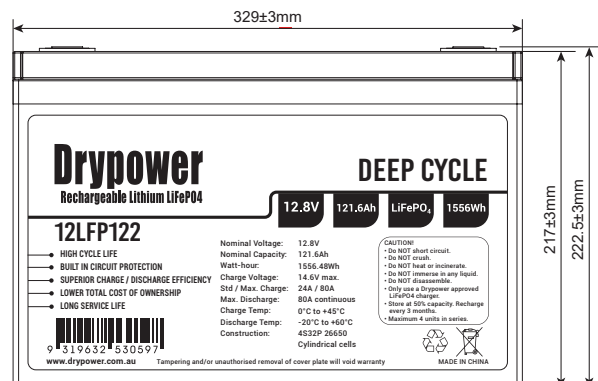 329±3mm
Drypower
Rechargeable Lithium LiFePO4
DEEP CYCLE
12.8V
121.6Ah
LiFePO₄
1556Wh
12LFP122
HIGH CYCLE LIFE
BUILT IN CIRCUIT PROTECTION
SUPERIOR CHARGE / DISCHARGE EFFICIENCY
LOWER TOTAL COST OF OWNERSHIP
LONG SERVICE LIFE
9 319632 530597
www.drypower.com.au
Nominal Voltage: 12.8V
Nominal Capacity: 121.6Ah
Watt-hour: 1556.48Wh
Charge Voltage: 14.6V max.
Std / Max. Charge: 24A / 80A
Max. Discharge: 80A continuous
Charge Temp: 0°C to +45°C
Discharge Temp: -20°C to +60°C
Construction: 4S32P 26650
Cylindrical cells
Tampering and/or unauthorised removal of cover plate will void warranty
CAUTION!
• Do NOT short circuit.
• Do NOT crush.
• Do NOT heat or incinerate.
• Do NOT immerse in any liquid.
• Do NOT disassemble.
• Only use a Drypower approved
LiFePO4 charger.
• Store at 50% capacity. Recharge
every 3 months.
• Maximum 4 units in series.
MADE IN CHINA
217±3mm
222.5±3mm